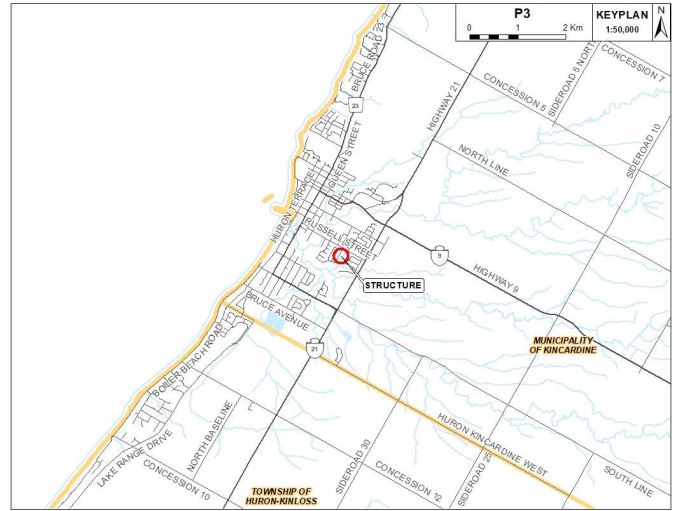 P3
0 1 2 Km
KEYPLAN
1:50,000
N
BRUCE ROAD 23
23
HIGHWAY 21
CONCESSION 5
SIDEROAD 5 NORTH
CONCESSION 7
SIDEROAD 10
NORTH LINE
QUEEN STREET
HURON TERRACE
RUSSELL STREET
9
HIGHWAY 9
STRUCTURE
BRUCE AVENUE
21
MUNICIPALITY
OF KINCARDINE
BOILER BEACH ROAD
LAKE RANGE DRIVE
NORTH BASELINE
CONCESSION 10
TOWNSHIP OF
HURON-KINLOSS
SIDEROAD 30
CONCESSION 12
HURON KINCARDINE WEST
SIDEROAD 25
SOUTH LINE